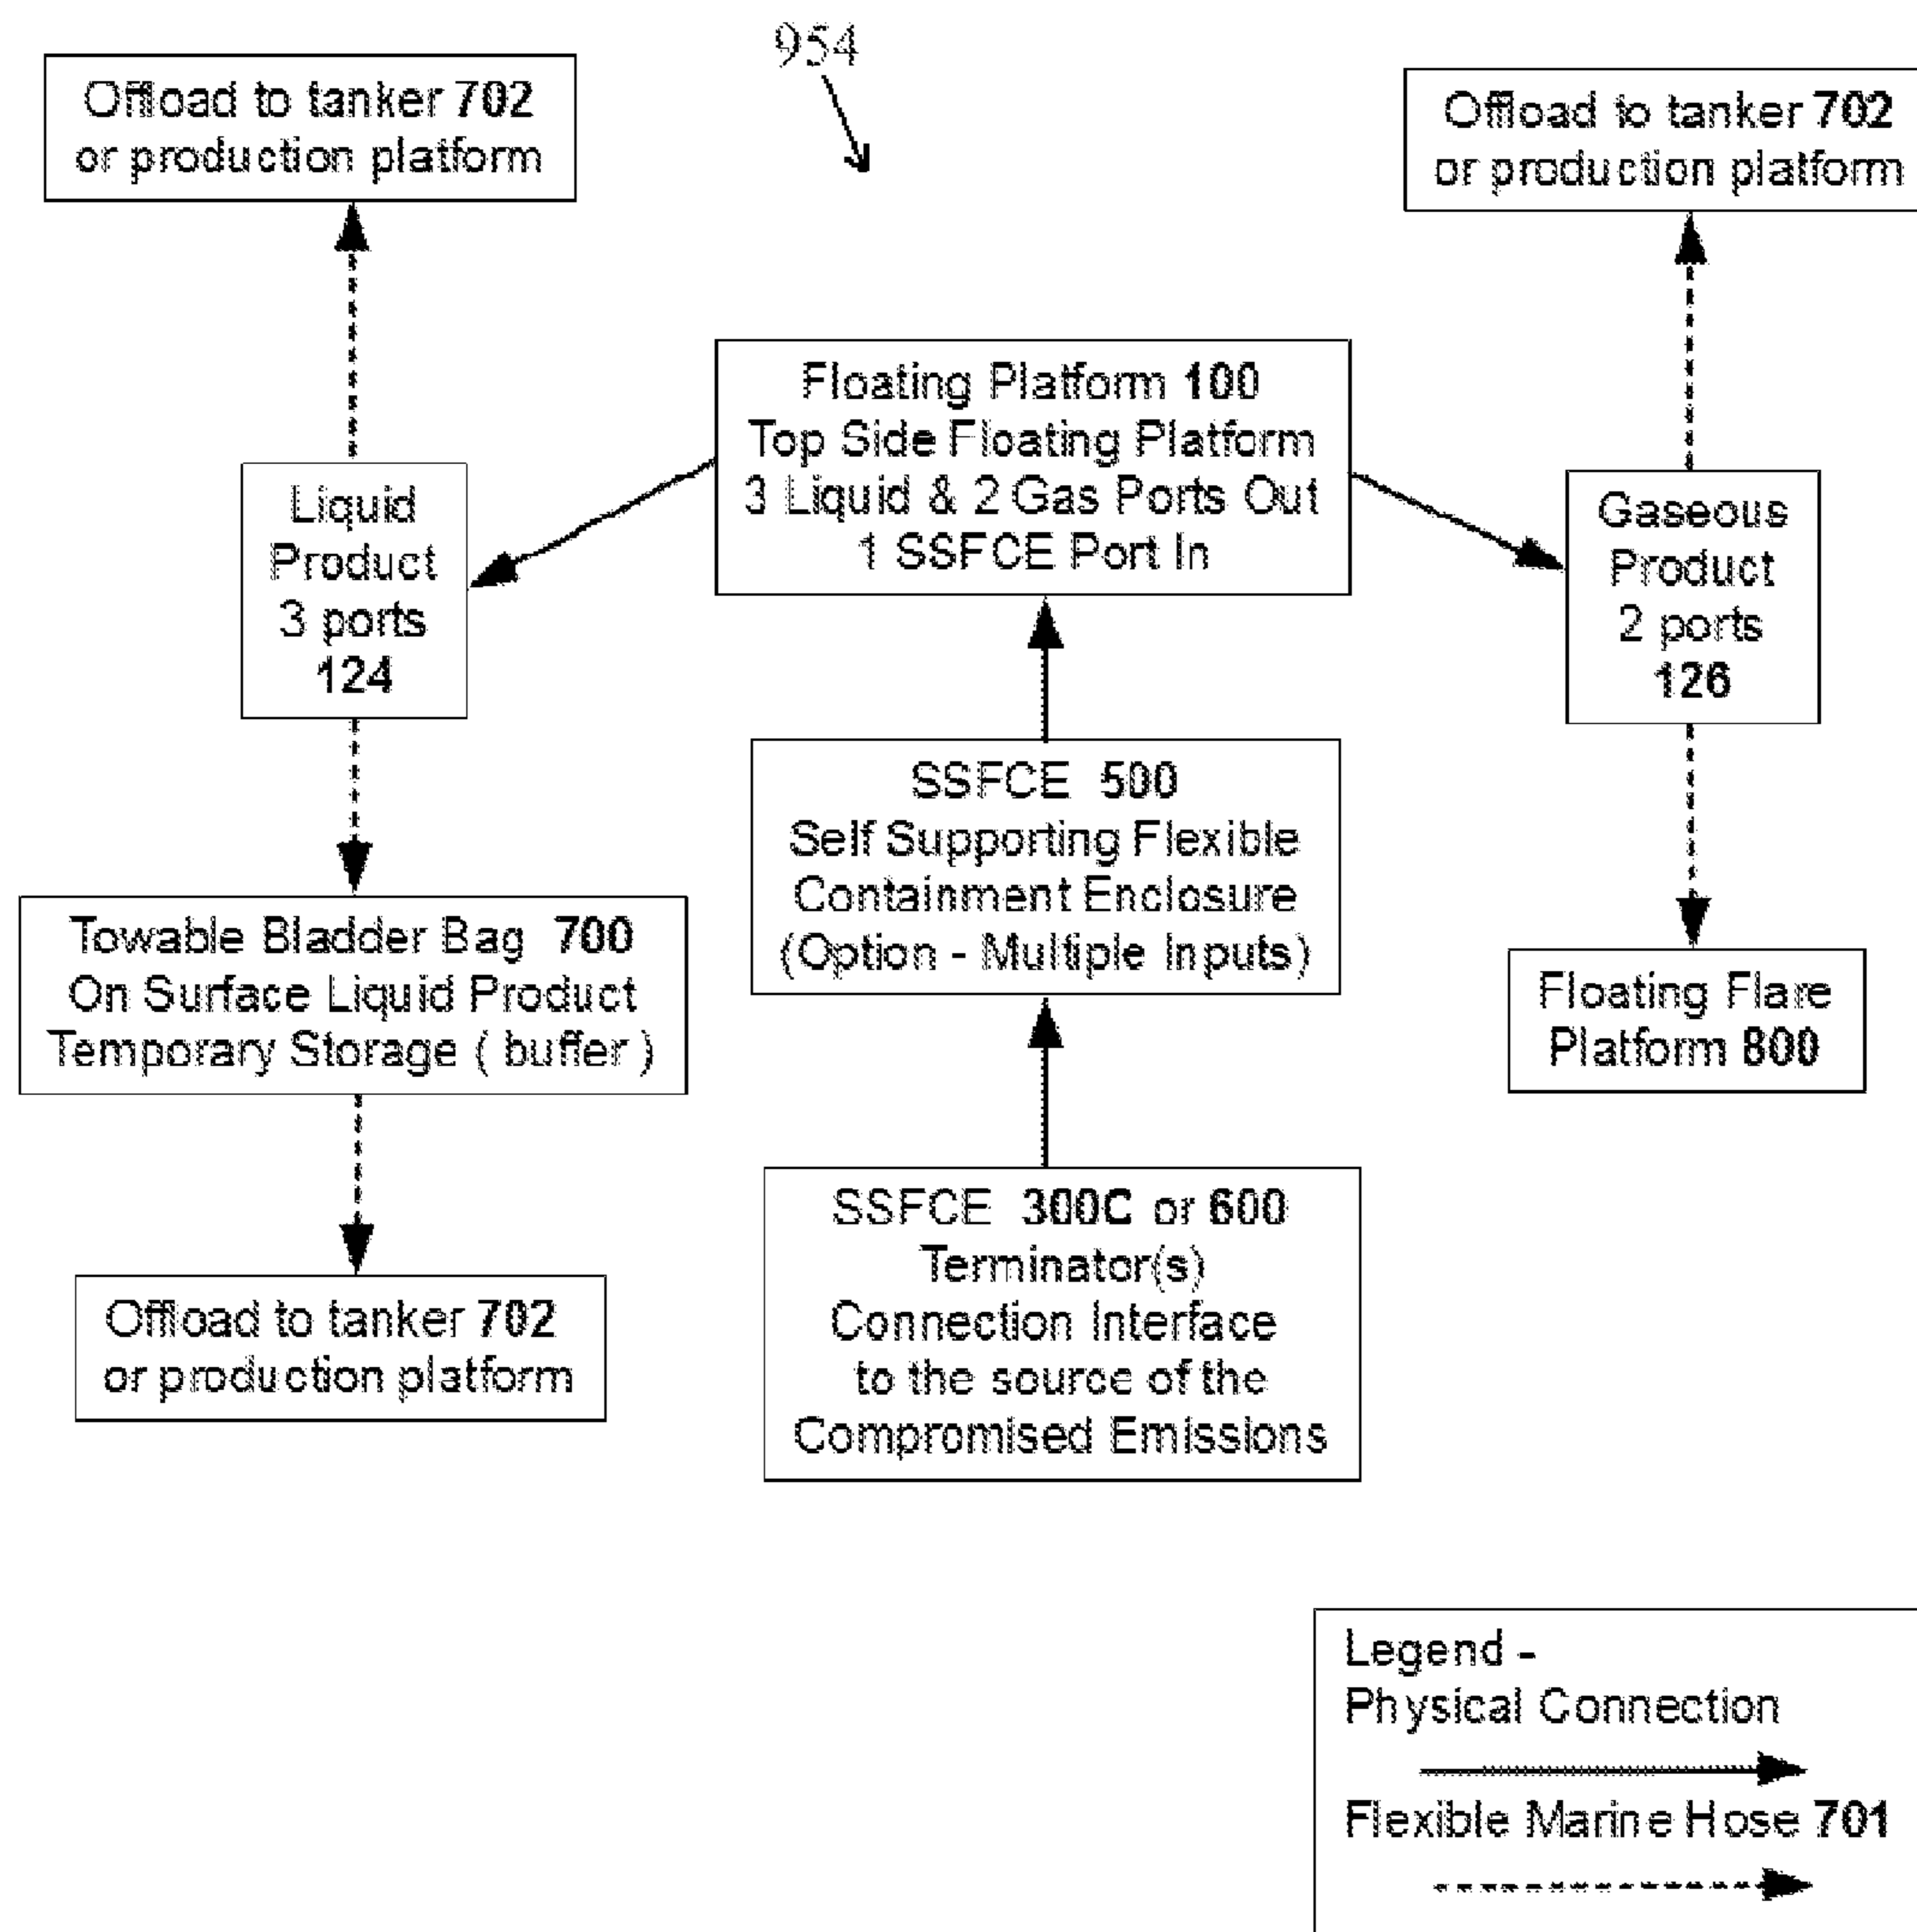 954
Offload to tanker 702
or production platform
Offload to tanker 702
or production platform
Floating Platform 100
Top Side Floating Platform
3 Liquid & 2 Gas Ports Out
1 SSFCE Port In
Liquid
Product
3 ports
124
Gaseous
Product
2 ports
126
SSFCE 500
Self Supporting Flexible
Containment Enclosure
(Option - Multiple Inputs)
Towable Bladder Bag 700
On Surface Liquid Product
Temporary Storage ( buffer )
Floating Flare
Platform 800
SSFCE 300C or 600
Terminator(s)
Connection Interface
to the source of the
Compromised Emissions
Offload to tanker 702
or production platform
Legend -
Physical Connection
Flexible Marine Hose 701